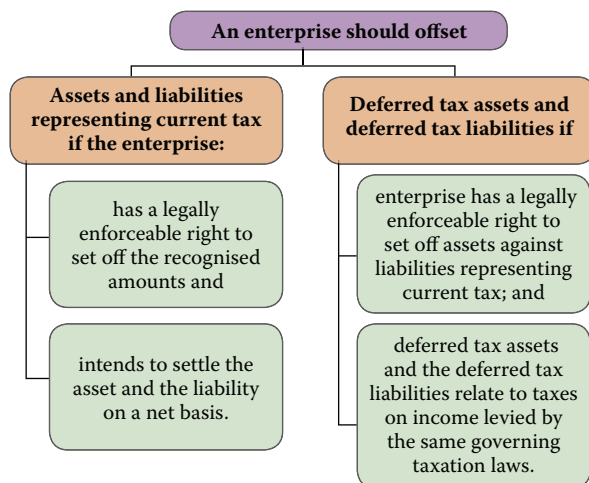 An enterprise should offset
Assets and liabilities
representing current tax
if the enterprise:
has a legally
enforceable right to
set off the recognised
amounts and
intends to settle the
asset and the liability
on a net basis.
Deferred tax assets and
deferred tax liabilities if
enterprise has a legally
enforceable right to
set off assets against
liabilities representing
current tax; and
deferred tax assets
and the deferred tax
liabilities relate to taxes
on income levied by
the same governing
taxation laws.